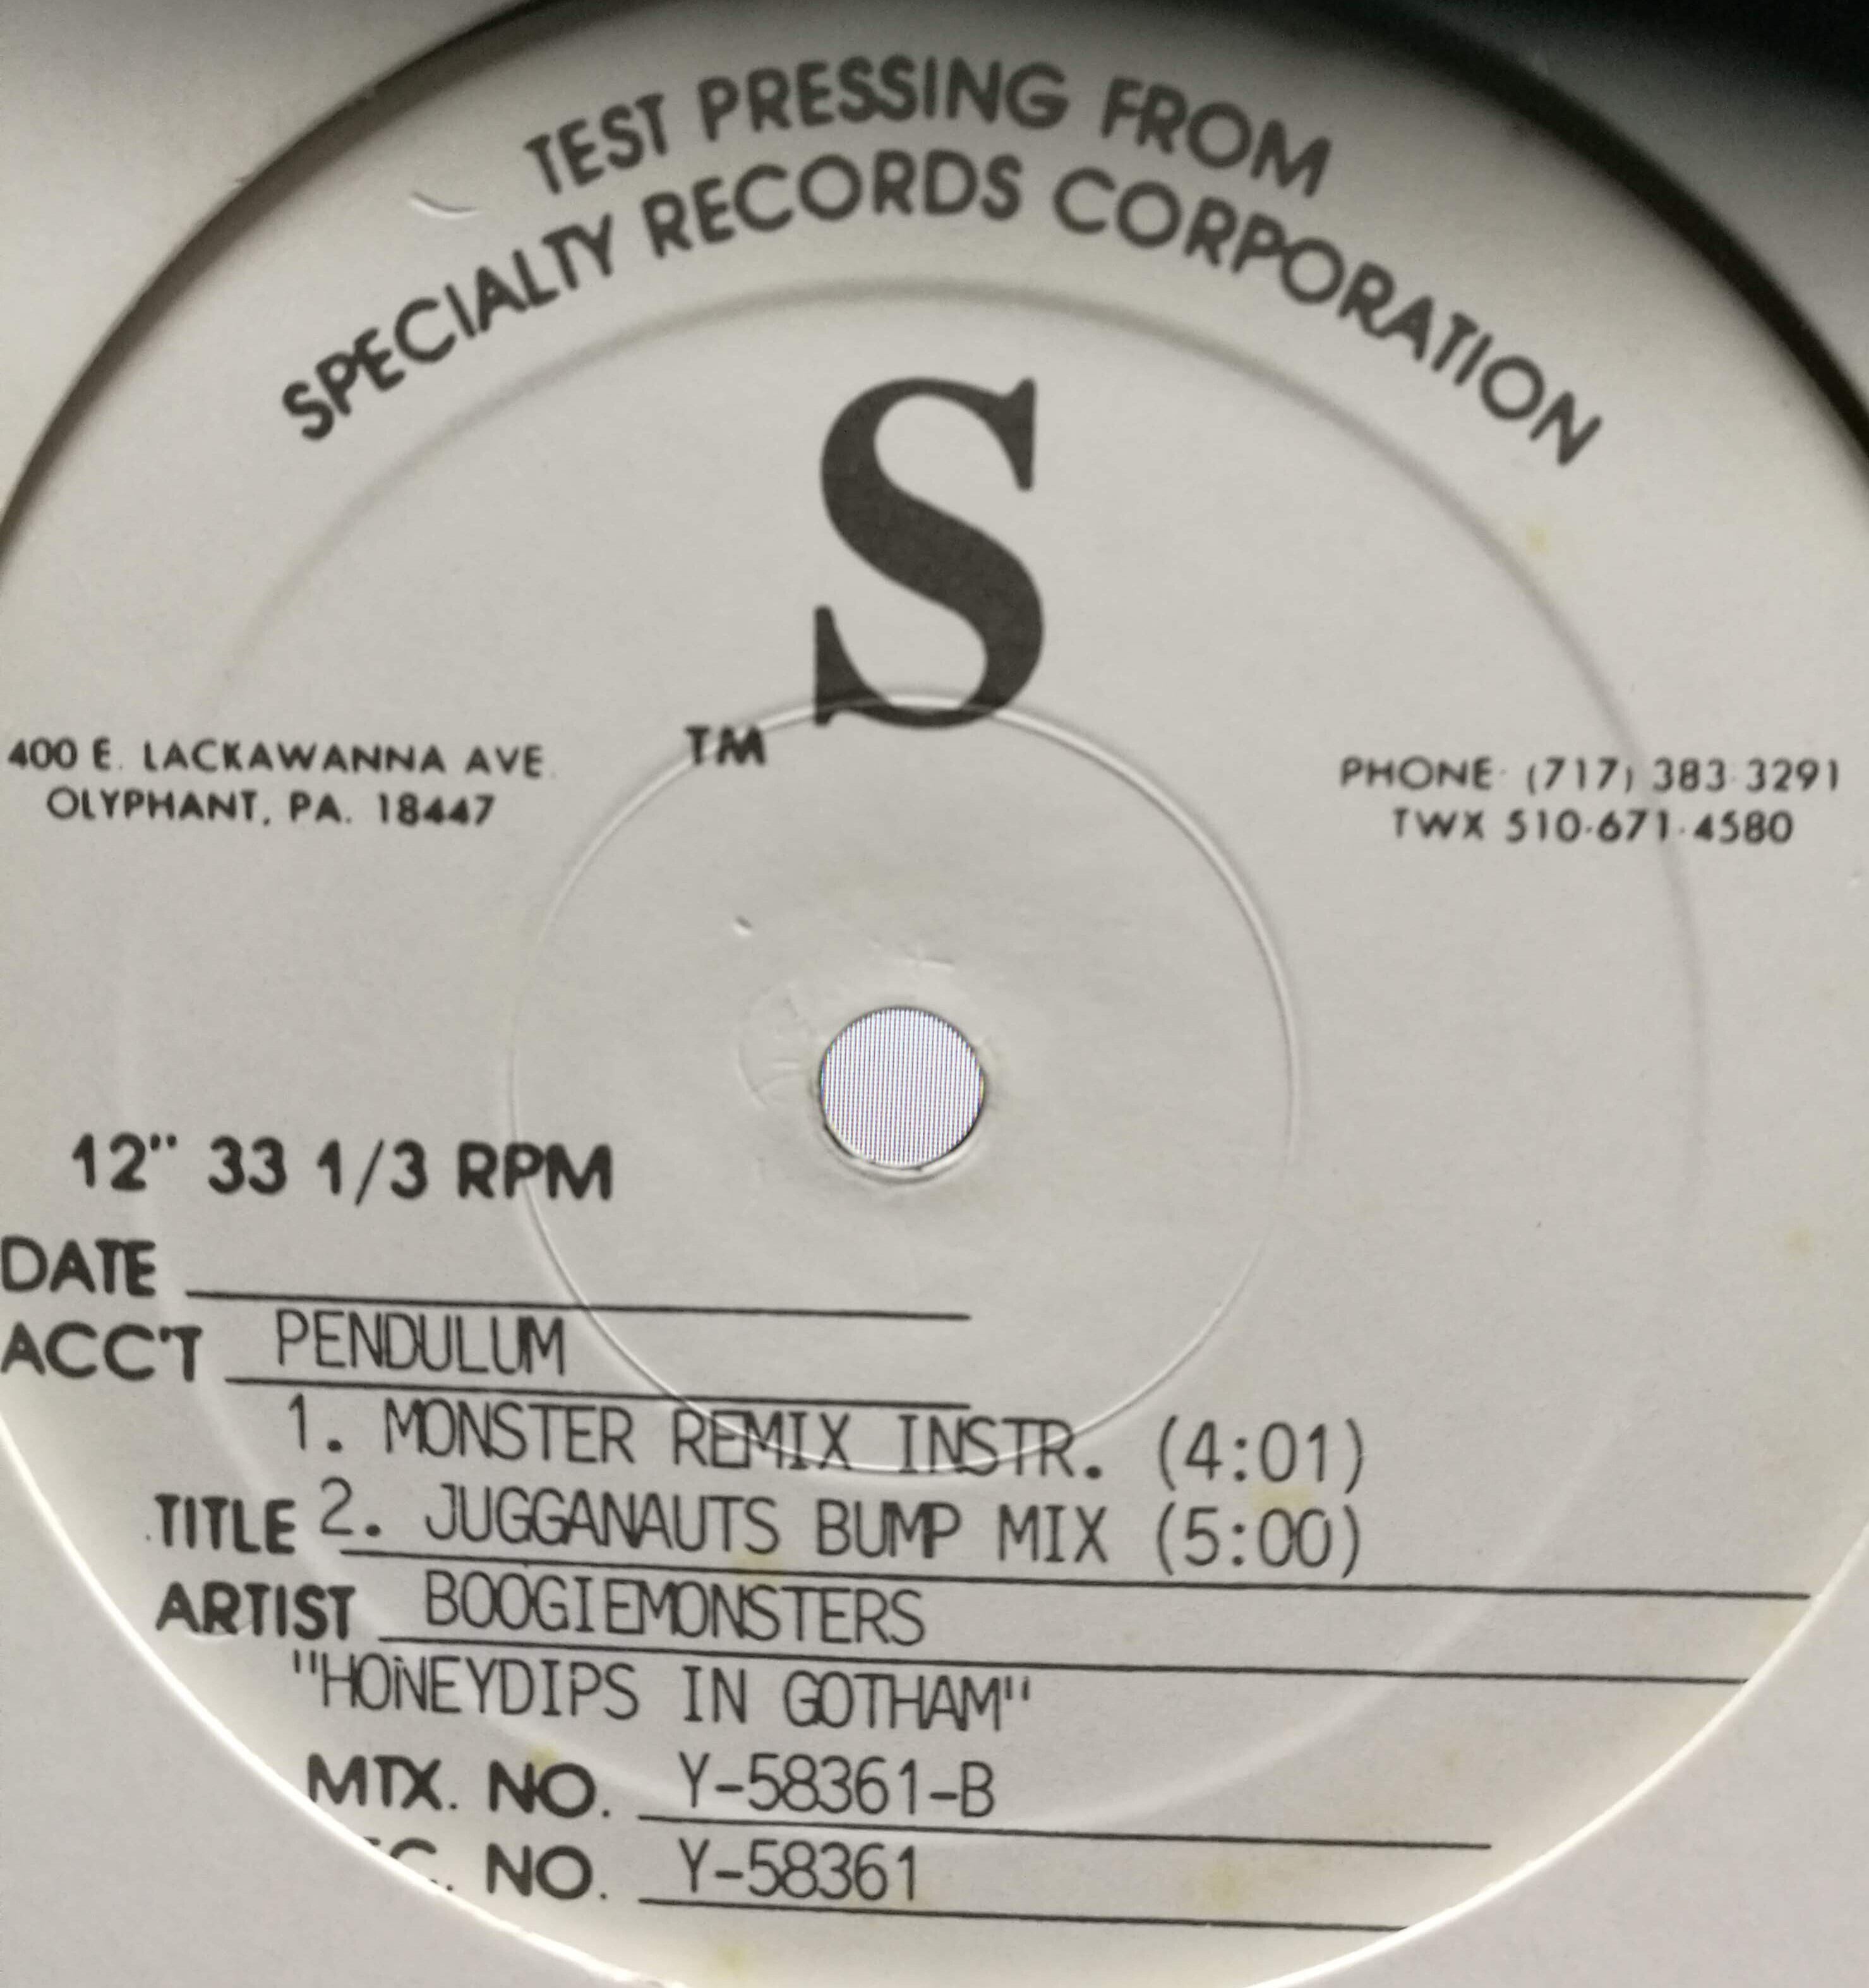 TEST PRESSING FROM
SPECIALTY RECORDS CORPORATION
S
TM
400 E. LACKAWANNA AVE.
OLYPHANT, PA. 18447
PHONE (717) 383-3291
TWX 510-671-4580
12" 33 1/3 RPM
DATE
ACC'T PENDULUM
1. MONSTER REMIX INSTR. (4:01)
TITLE 2. JUGGANAUTS BUMP MIX (5:00)
ARTIST BOOGIEMONSTERS
"HONEYDIPS IN GOTHAM"
MTX. NO. Y-58361-B
NO. Y-58361